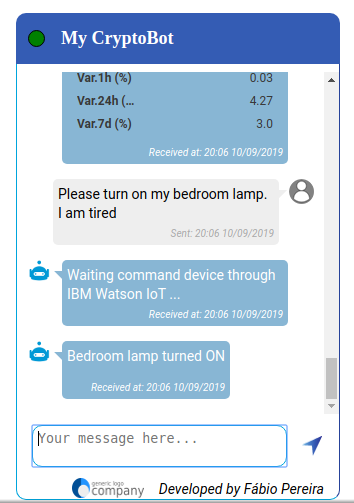 My CryptoBot
Var.1h (%) 0.03
Var.24h (... 4.27
Var.7d (%) 3.0
Received at: 20:06 10/09/2019
Please turn on my bedroom lamp.
I am tired
Sent: 20:06 10/09/2019
Waiting command device through
IBM Watson IoT ...
Received at: 20:06 10/09/2019
Bedroom lamp turned ON
Received at: 20:06 10/09/2019
Your message here...
generic logo
company
Developed by Fábio Pereira